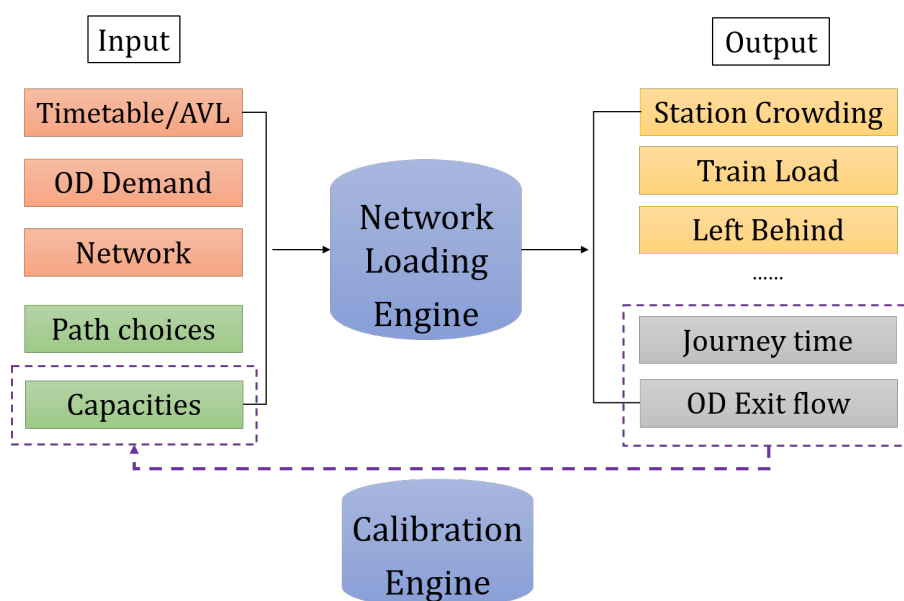 Input
Output
Timetable/AVL
OD Demand
Network
Path choices
Capacities
Network
Loading
Engine
Station Crowding
Train Load
Left Behind
......
Journey time
OD Exit flow
Calibration
Engine